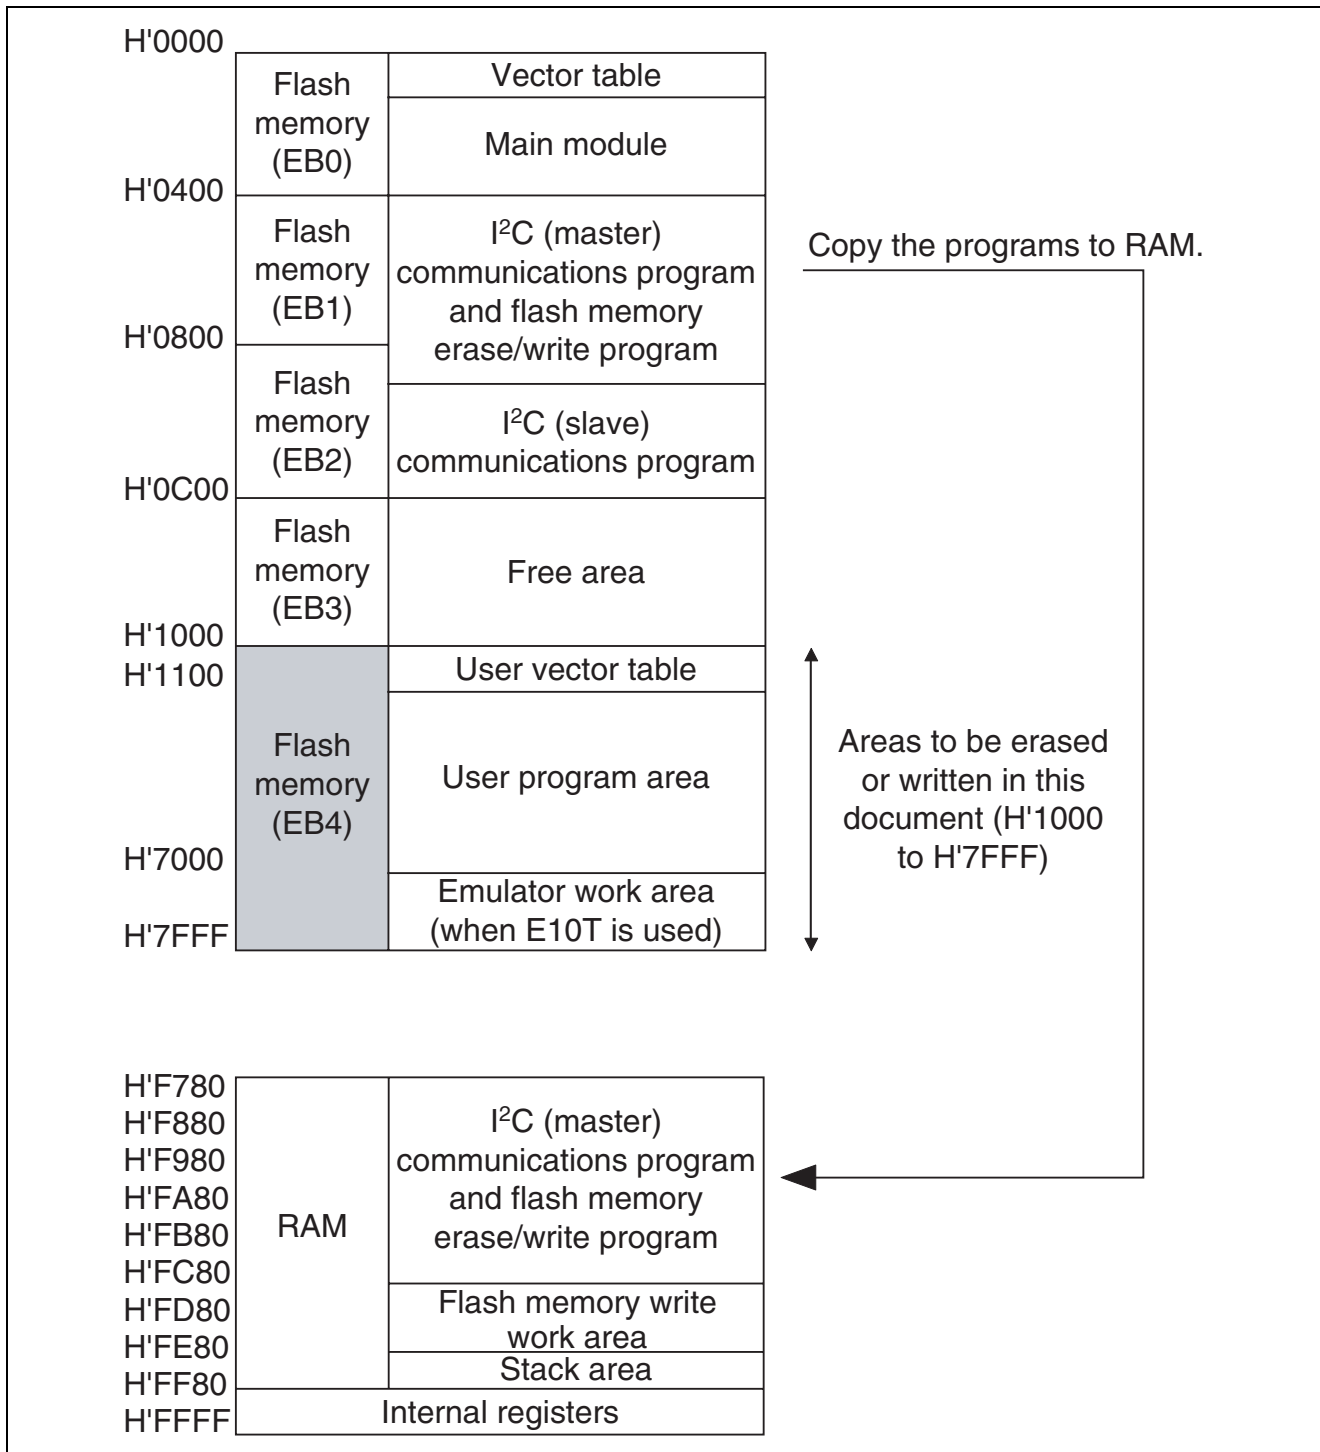 H'0000
Flash
memory
(EB0)
Vector table
Main module
H'0400
Flash
memory
(EB1)
I²C (master)
communications program
and flash memory
erase/write program
Copy the programs to RAM.
H'0800
Flash
memory
(EB2)
I²C (slave)
communications program
H'0C00
Flash
memory
(EB3)
Free area
H'1000
H'1100
User vector table
Flash
memory
(EB4)
User program area
Areas to be erased
or written in this
document (H'1000
to H'7FFF)
H'7000
Emulator work area
(when E10T is used)
H'7FFF
H'F780
H'F880
H'F980
H'FA80
H'FB80
H'FC80
H'FD80
H'FE80
H'FF80
H'FFFF
RAM
I²C (master)
communications program
and flash memory
erase/write program
Flash memory write
work area
Stack area
Internal registers